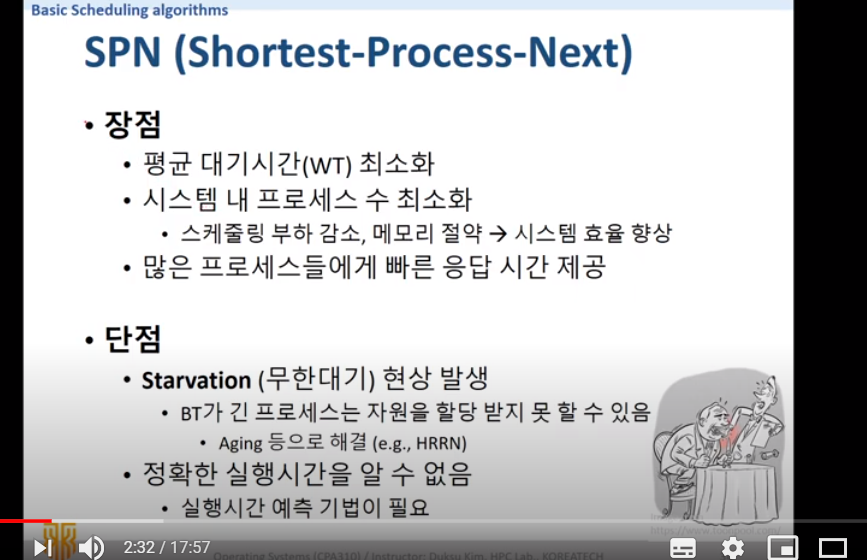 Basic Scheduling algorithms
SPN (Shortest-Process-Next)
• 장점
• 평균 대기시간(WT) 최소화
• 시스템 내 프로세스 수 최소화
• 스케줄링 부하 감소, 메모리 절약 → 시스템 효율 향상
• 많은 프로세스들에게 빠른 응답 시간 제공
• 단점
• Starvation (무한대기) 현상 발생
• BT가 긴 프로세스는 자원을 할당 받지 못 할 수 있음
• Aging 등으로 해결 (e.g., HRRN)
• 정확한 실행시간을 알 수 없음
• 실행시간 예측 기법이 필요
2:32 / 17:57
Operating Systems (CPA310) / Instructor: Duksu Kim, HPC Lab., KOREATECH